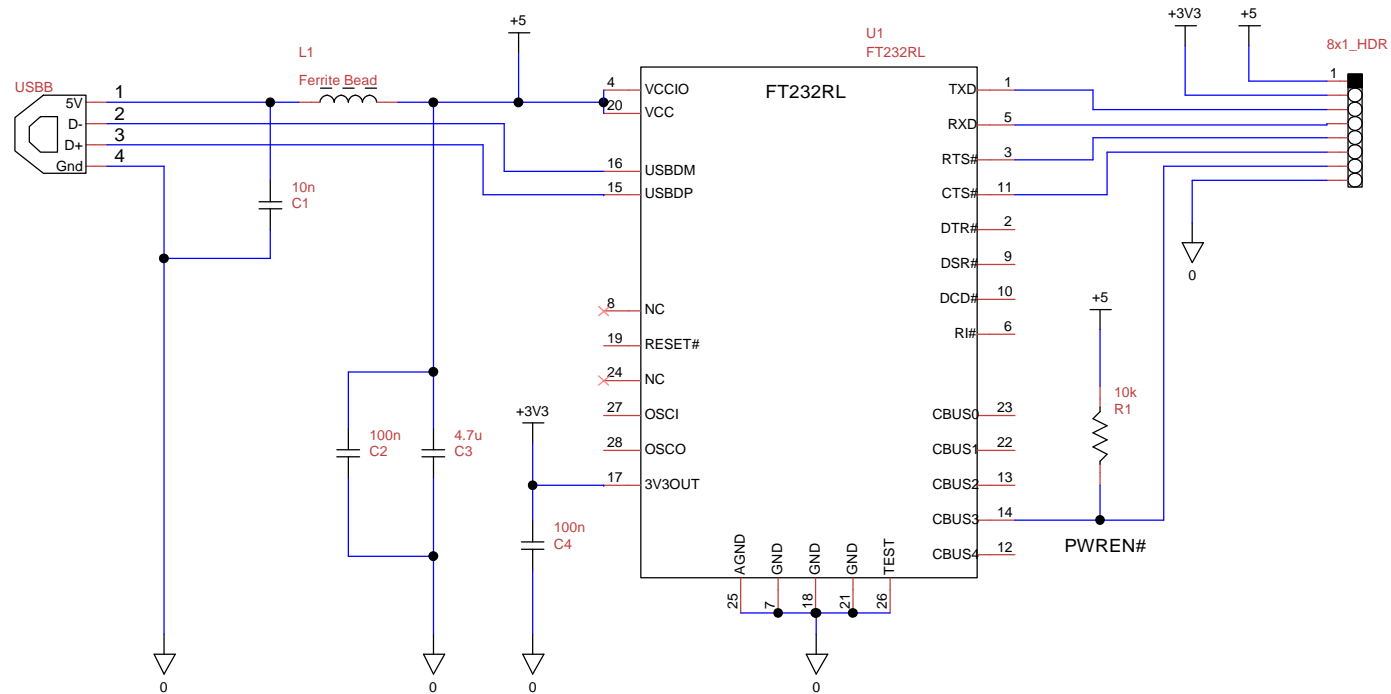 USBB
5V
1
D-
2
D+
3
Gnd
4
L1
Ferrite Bead
+5
10n
C1
0
100n
C2
4.7u
C3
0
+3V3
100n
C4
0
U1
FT232RL
FT232RL
4
VCCIO
20
VCC
16
USBDM
15
USBDP
8
NC
19
RESET#
24
NC
27
OSCI
28
OSCO
17
3V3OUT
AGND
GND
GND
GND
TEST
25
7
18
21
26
0
TXD
1
RXD
5
RTS#
3
CTS#
11
DTR#
2
DSR#
9
DCD#
10
RI#
6
CBUS0
23
CBUS1
22
CBUS2
13
CBUS3
14
CBUS4
12
PWREN#
+5
10k
R1
+3V3
+5
8x1_HDR
1
0